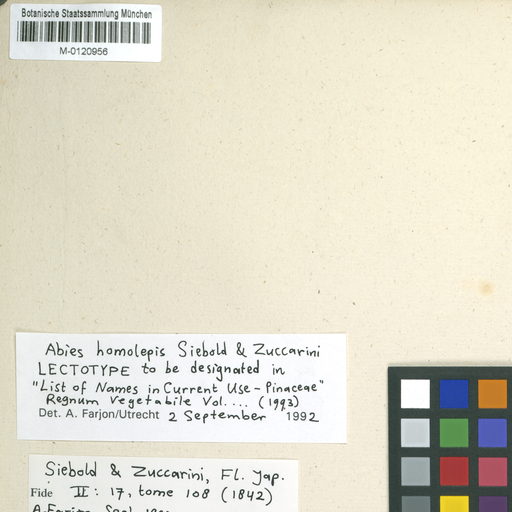 Botanische Staatssammlung München
M-0120956
Abies homolepis Siebold & Zuccarini
LECTOTYPE to be designated in
"List of Names in Current Use - Pinaceae"
Regnum Vegetabile Vol. ... (1993)
Det. A. Farjon/Utrecht 2 September 1992
Siebold & Zuccarini, Fl. Jap.
Fide II: 17, tome 108 (1842)
A. Farjon